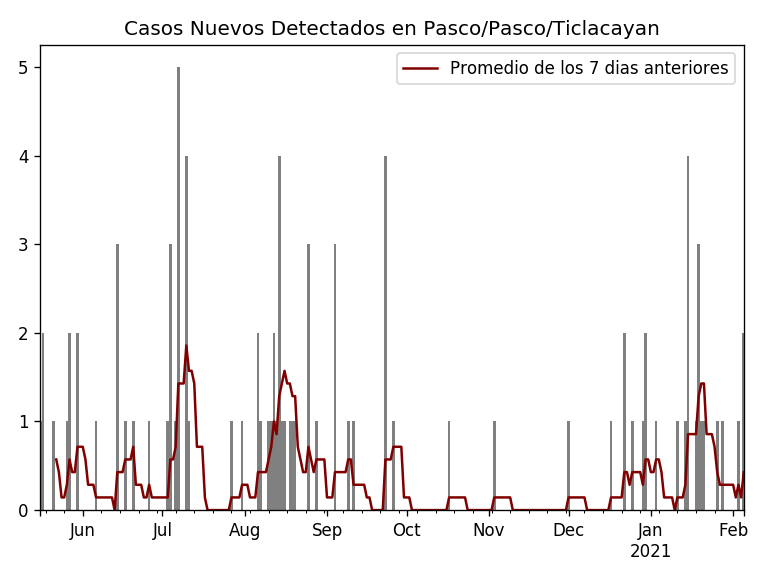 Casos Nuevos Detectados en Pasco/Pasco/Ticlacayan
Promedio de los 7 dias anteriores
5
4
3
2
1
0
Jun Jul Aug Sep Oct Nov Dec Jan Feb
2021